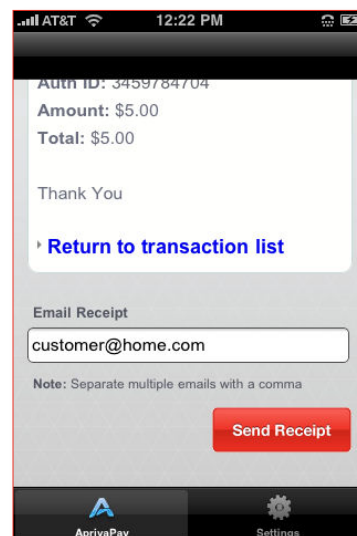 AT&T 12:22 PM
Auth ID: 3459784704
Amount: $5.00
Total: $5.00
Thank You
Return to transaction list
Email Receipt
customer@home.com
Note: Separate multiple emails with a comma
Send Receipt
AprivaPay Settings